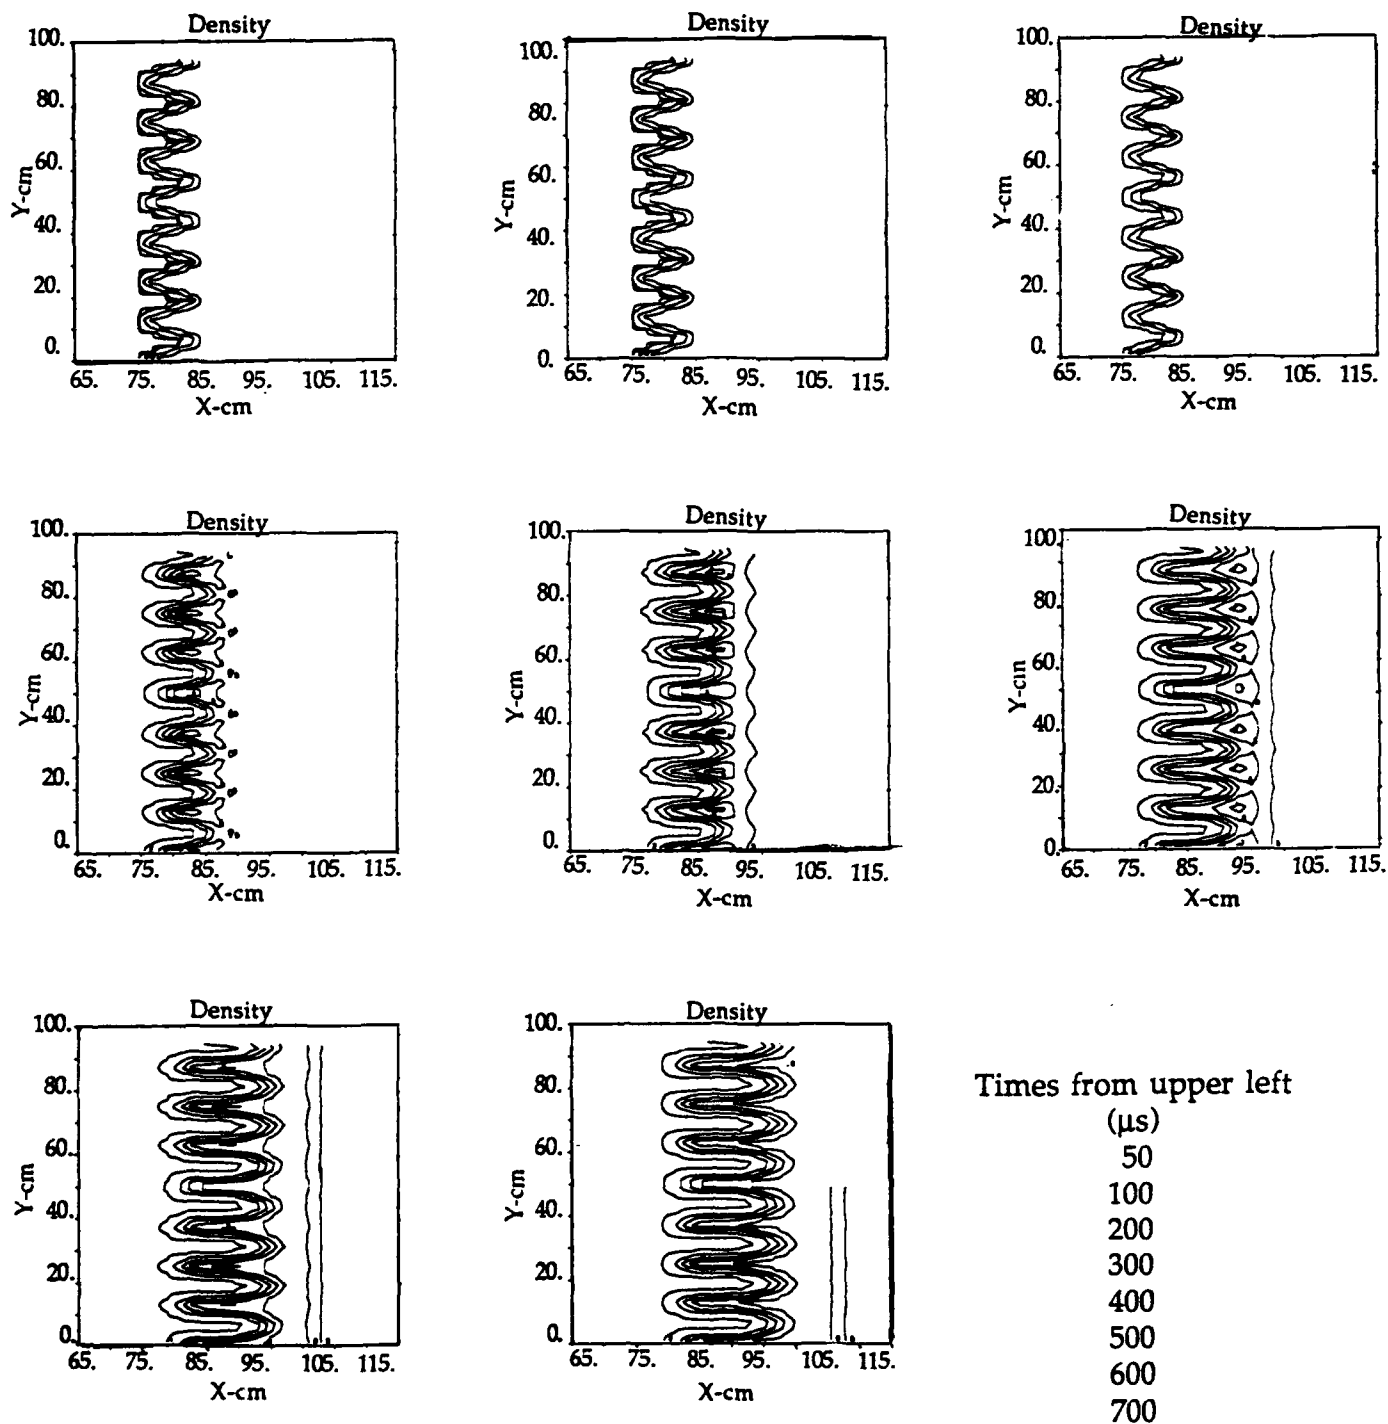 Density
100.
80.
60.
40.
20.
0.
Y-cm
65. 75. 85. 95. 105. 115.
X-cm
Density
100.
80.
60.
40.
20.
0.
Y-cm
65. 75. 85. 95. 105. 115.
X-cm
Density
100.
80.
60.
40.
20.
0.
Y-cm
65. 75. 85. 95. 105. 115.
X-cm
Density
100.
80.
60.
40.
20.
0.
Y-cm
65. 75. 85. 95. 105. 115.
X-cm
Density
100.
80.
60.
40.
20.
0.
Y-cm
65. 75. 85. 95. 105. 115.
X-cm
Density
100.
80.
60.
40.
20.
0.
Y-cm
65. 75. 85. 95. 105. 115.
X-cm
Density
100.
80.
60.
40.
20.
0.
Y-cm
65. 75. 85. 95. 105. 115.
X-cm
Density
100.
80.
60.
40.
20.
0.
Y-cm
65. 75. 85. 95. 105. 115.
X-cm
Times from upper left
(µs)
50
100
200
300
400
500
600
700